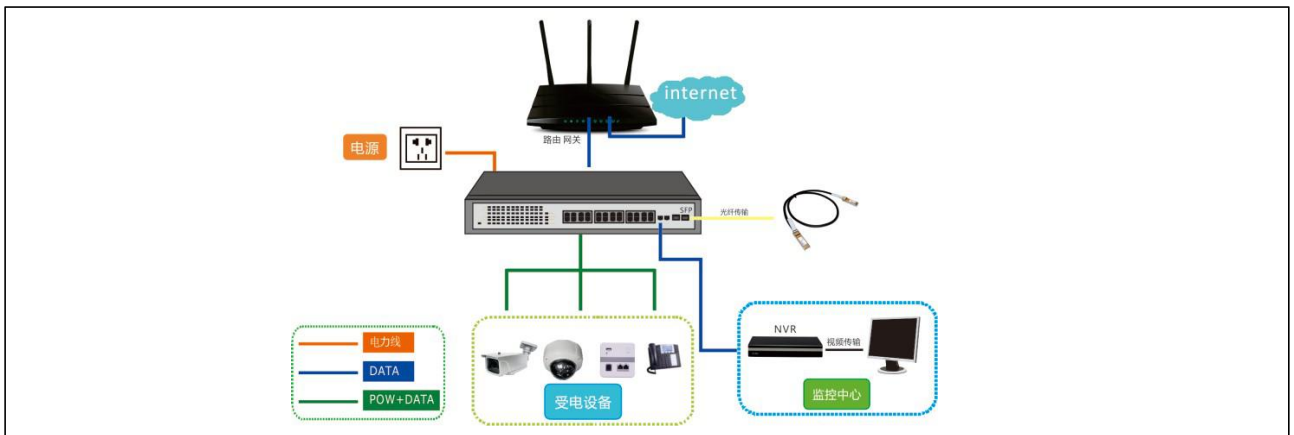 internet
路由 网关
电源
SFP
光纤传输
NVR
视频传输
电力线
DATA
POW+DATA
受电设备
监控中心